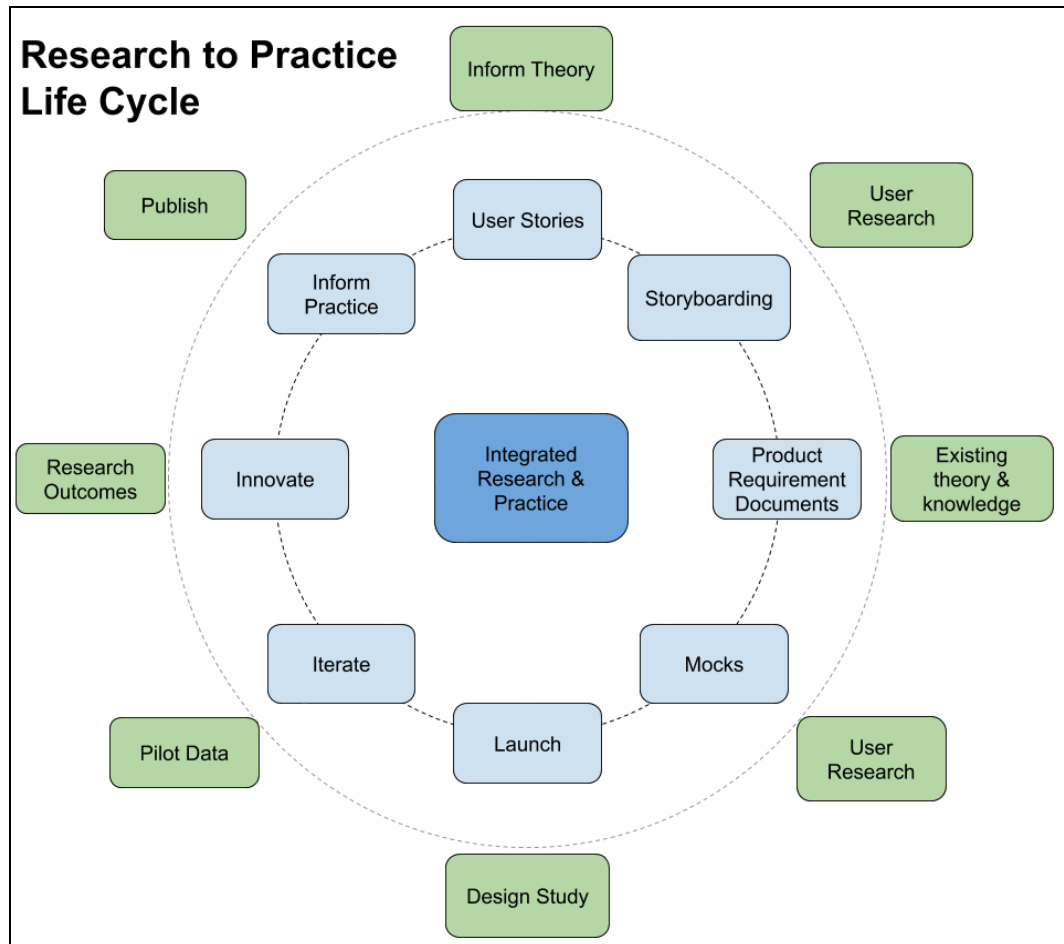 Research to Practice
Life Cycle
Inform Theory
Publish
User
Research
User Stories
Inform
Practice
Storyboarding
Research
Outcomes
Innovate
Integrated
Research &
Practice
Product
Requirement
Documents
Existing
theory &
knowledge
Iterate
Mocks
Pilot Data
Launch
User
Research
Design Study